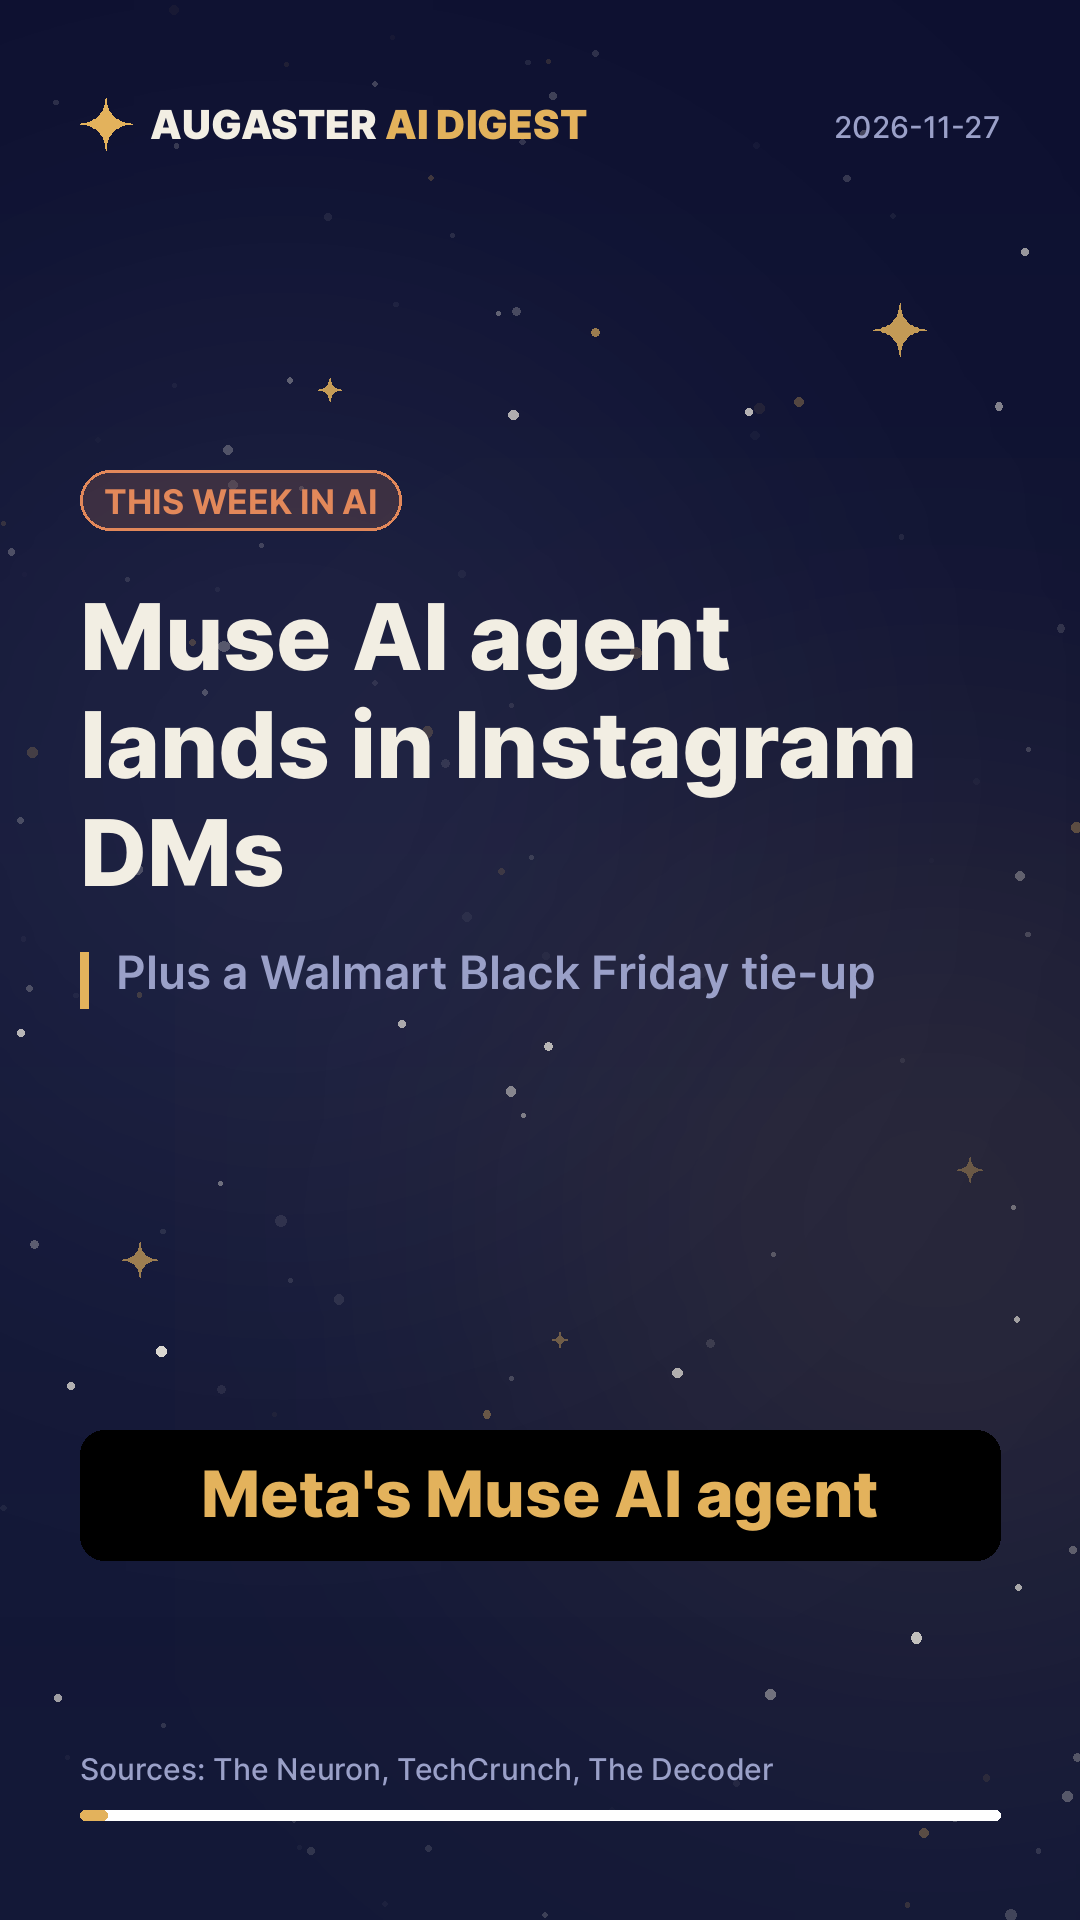 AUGASTER AI DIGEST
2026-11-27
THIS WEEK IN AI
Muse AI agent
lands in Instagram
DMs
Plus a Walmart Black Friday tie-up
Meta's Muse AI agent
Sources: The Neuron, TechCrunch, The Decoder